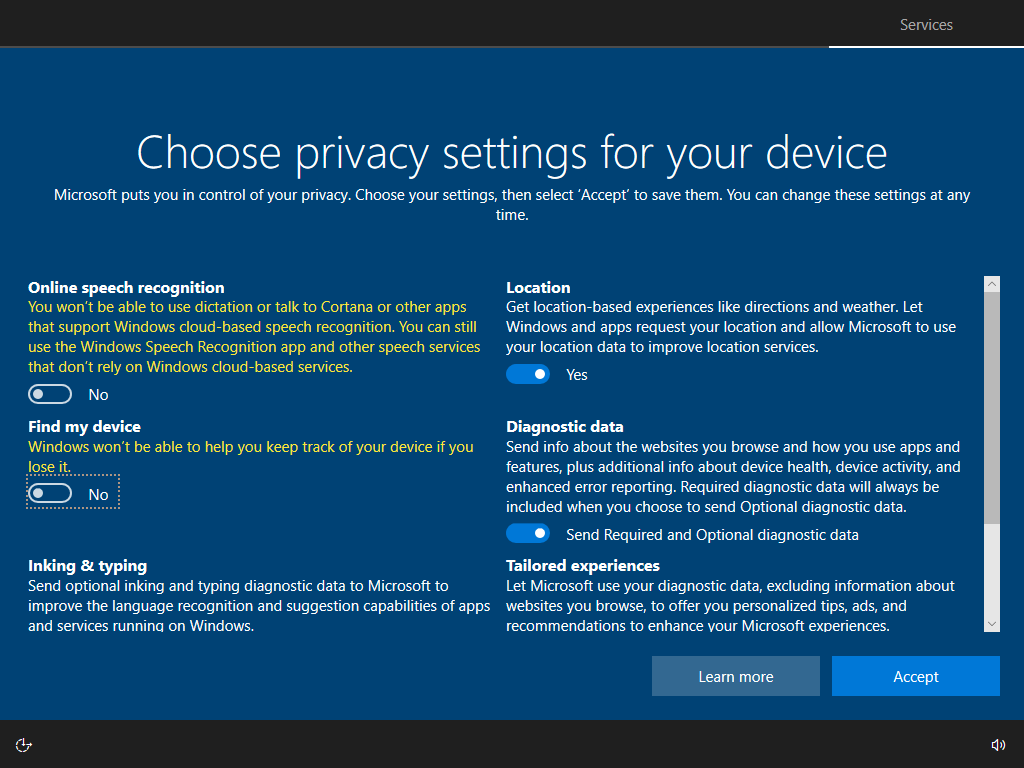 Services
Choose privacy settings for your device
Microsoft puts you in control of your privacy. Choose your settings, then select ‘Accept’ to save them. You can change these settings at any
time.
Online speech recognition
You won’t be able to use dictation or talk to Cortana or other apps
that support Windows cloud-based speech recognition. You can still
use the Windows Speech Recognition app and other speech services
that don’t rely on Windows cloud-based services.
No
Location
Get location-based experiences like directions and weather. Let
Windows and apps request your location and allow Microsoft to use
your location data to improve location services.
Yes
Find my device
Windows won’t be able to help you keep track of your device if you
lose it.
No
Diagnostic data
Send info about the websites you browse and how you use apps and
features, plus additional info about device health, device activity, and
enhanced error reporting. Required diagnostic data will always be
included when you choose to send Optional diagnostic data.
Send Required and Optional diagnostic data
Inking & typing
Send optional inking and typing diagnostic data to Microsoft to
improve the language recognition and suggestion capabilities of apps
and services running on Windows.
Tailored experiences
Let Microsoft use your diagnostic data, excluding information about
websites you browse, to offer you personalized tips, ads, and
recommendations to enhance your Microsoft experiences.
Learn more
Accept